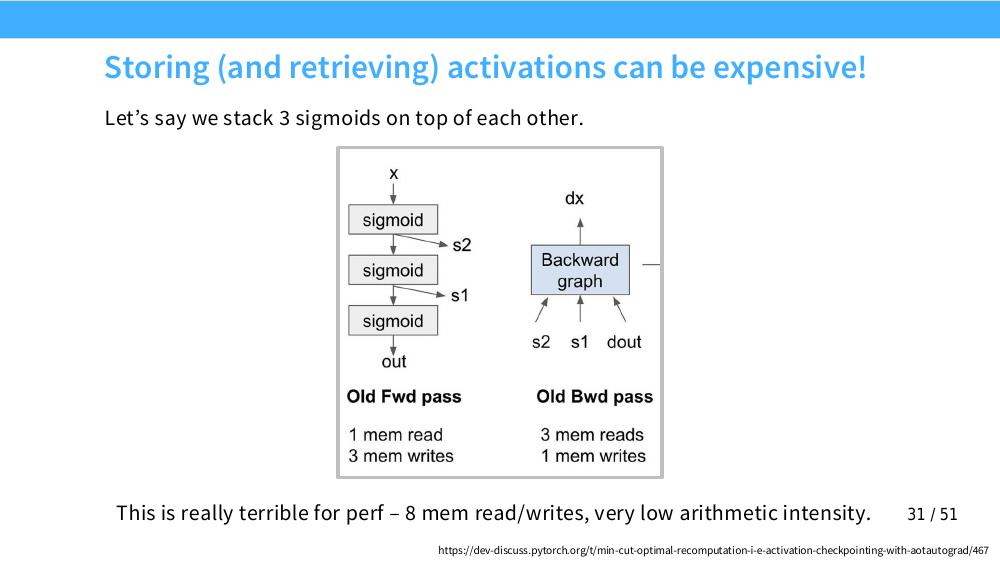 Storing (and retrieving) activations can be expensive!
Let's say we stack 3 sigmoids on top of each other.
x
sigmoid
s2
sigmoid
s1
sigmoid
out
Old Fwd pass
1 mem read
3 mem writes
dx
Backward
graph
s2 s1 dout
Old Bwd pass
3 mem reads
1 mem writes
This is really terrible for perf – 8 mem read/writes, very low arithmetic intensity.
31 / 51
https://dev-discuss.pytorch.org/t/min-cut-optimal-recomputation-i-e-activation-checkpointing-with-aotautograd/467